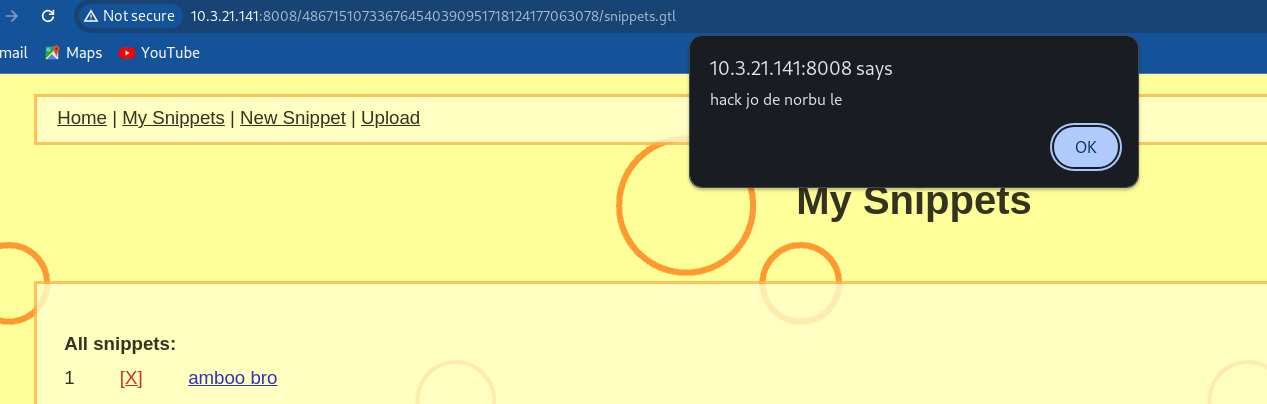 Not secure 10.3.21.141:8008/486715107336764540390951718124177063078/snippets.gtl
mail Maps YouTube
10.3.21.141:8008 says
hack jo de norbu le
OK
Home | My Snippets | New Snippet | Upload
My Snippets
All snippets:
1 [X] amboo bro